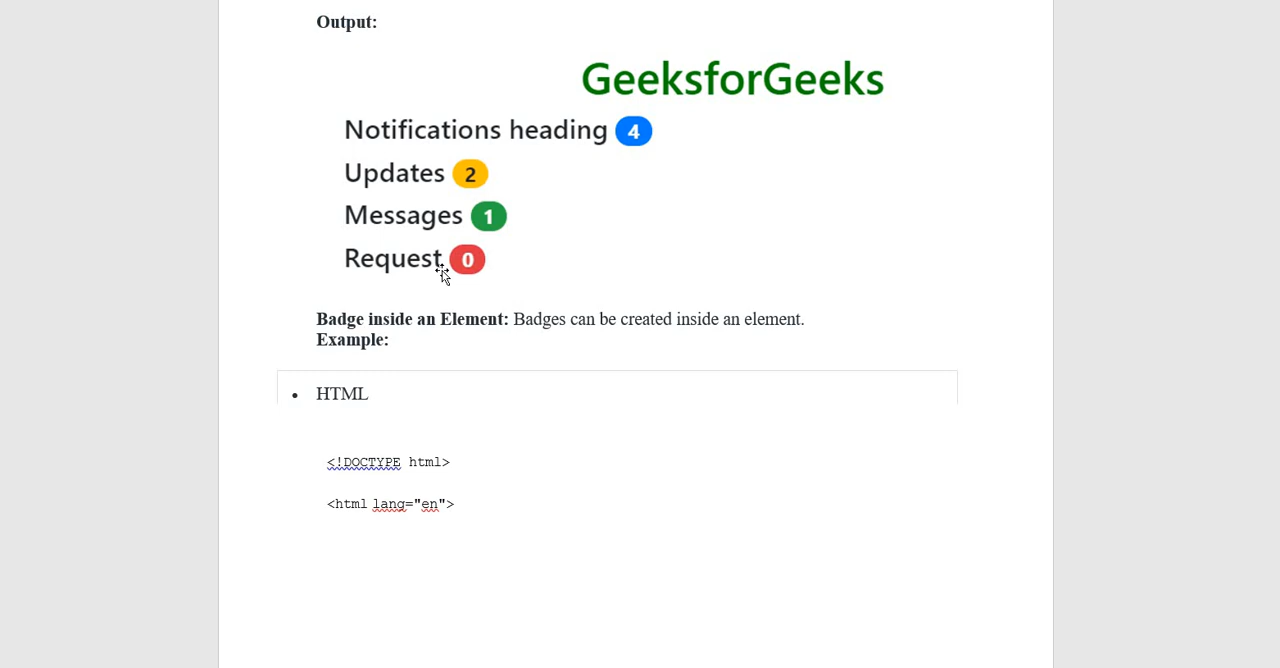 Output:
GeeksforGeeks
Notifications heading 4
Updates 2
Messages 1
Request 0
Badge inside an Element: Badges can be created inside an element.
Example:
• HTML
<!DOCTYPE html>
<html lang="en">